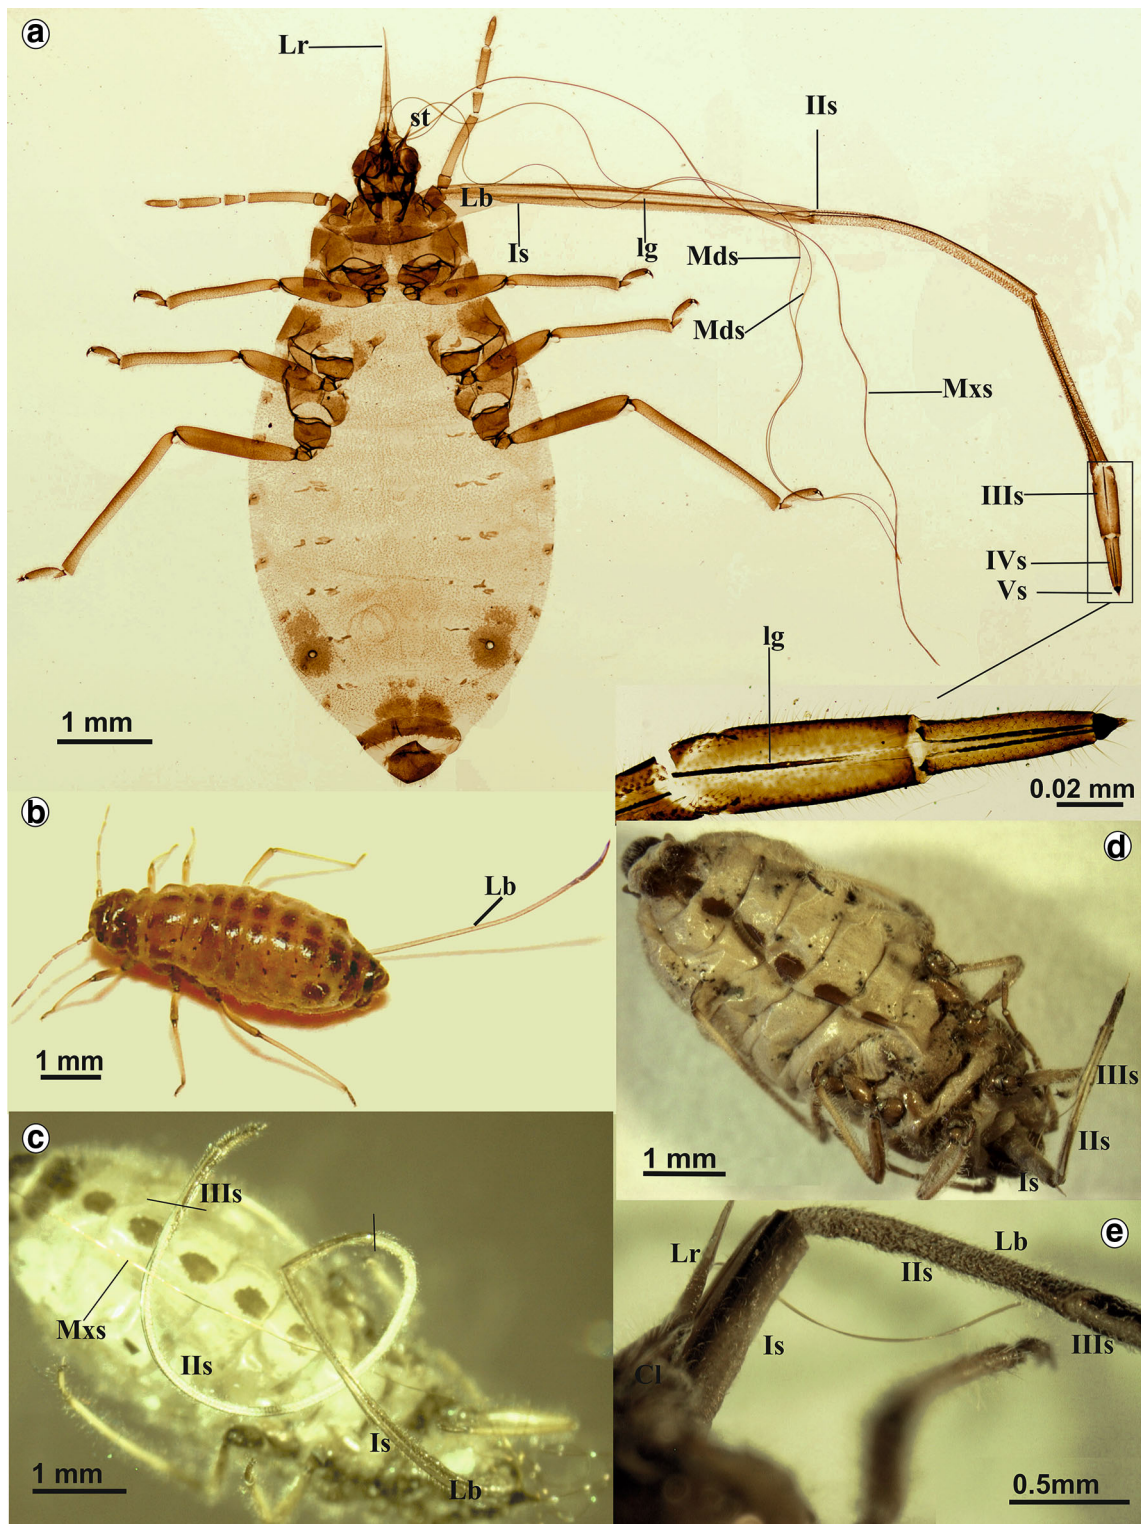 a
Lr
st
IIs
Lb
Is
lg
Mds
Mds
Mxs
IIIs
IVs
Vs
lg
1 mm
0.02 mm
b
Lb
1 mm
d
IIIs
IIs
Is
1 mm
c
IIIs
Mxs
IIs
Is
Lb
1 mm
e
Lr
Lb
IIs
Is
IIIs
Cl
0.5mm